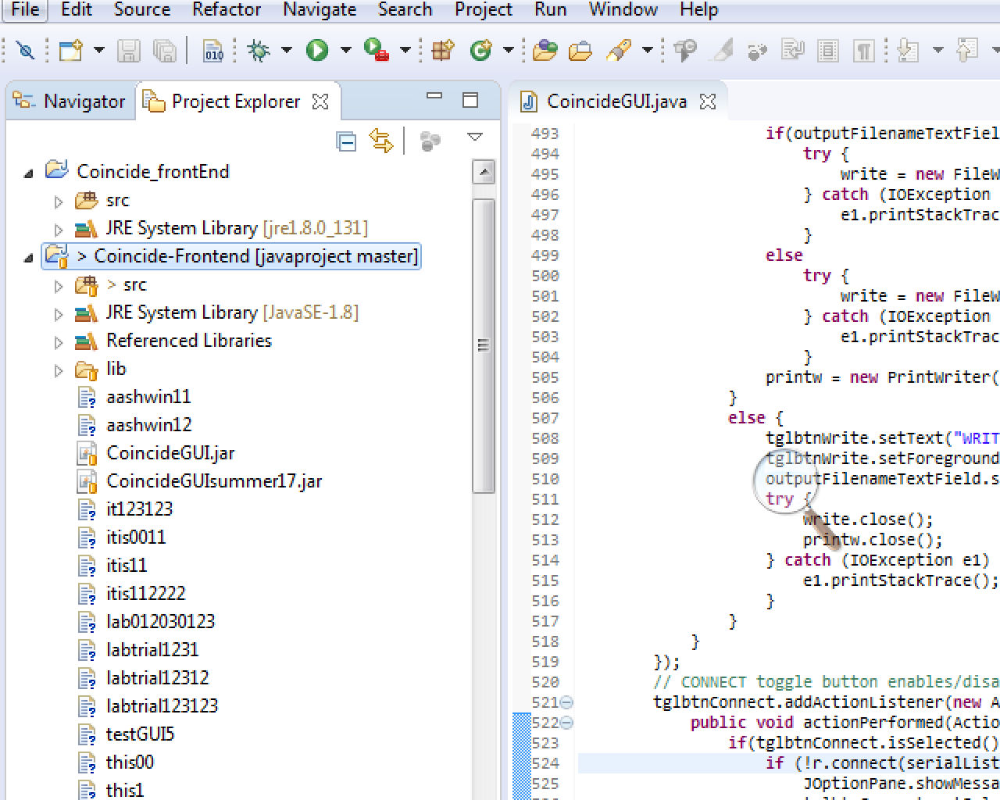 File Edit Source Refactor Navigate Search Project Run Window Help
010
Navigator Project Explorer
Coincide_frontEnd
src
JRE System Library [jre1.8.0_131]
> Coincide-Frontend [javaproject master]
> src
JRE System Library [JavaSE-1.8]
Referenced Libraries
lib
aashwin11
aashwin12
CoincideGUI.jar
CoincideGUIsummer17.jar
it123123
itis0011
itis11
itis112222
lab012030123
labtrial1231
labtrial12312
labtrial123123
testGUI5
this00
this1
CoincideGUI.java
493 if(outputFilenameTextFiel
494 try {
495 write = new FileW
496 } catch (IOException
497 e1.printStackTrac
498 }
499 else
500 try {
501 write = new FileW
502 } catch (IOException
503 e1.printStackTrac
504 }
505 printw = new PrintWriter(
506 }
507 else {
508 tglbtnWrite.setText("WRIT
509 tglbtnWrite.setForeground
510 outputFilenameTextField.s
511 try {
512 write.close();
513 printw.close();
514 } catch (IOException e1)
515 e1.printStackTrace();
516 }
517 }
518 }
519 });
520 // CONNECT toggle button enables/disa
521 tglbtnConnect.addActionListener(new A
522 public void actionPerformed(Actio
523 if(tglbtnConnect.isSelected()
524 if (!r.connect(serialList
525 JOptionPane.showMessa